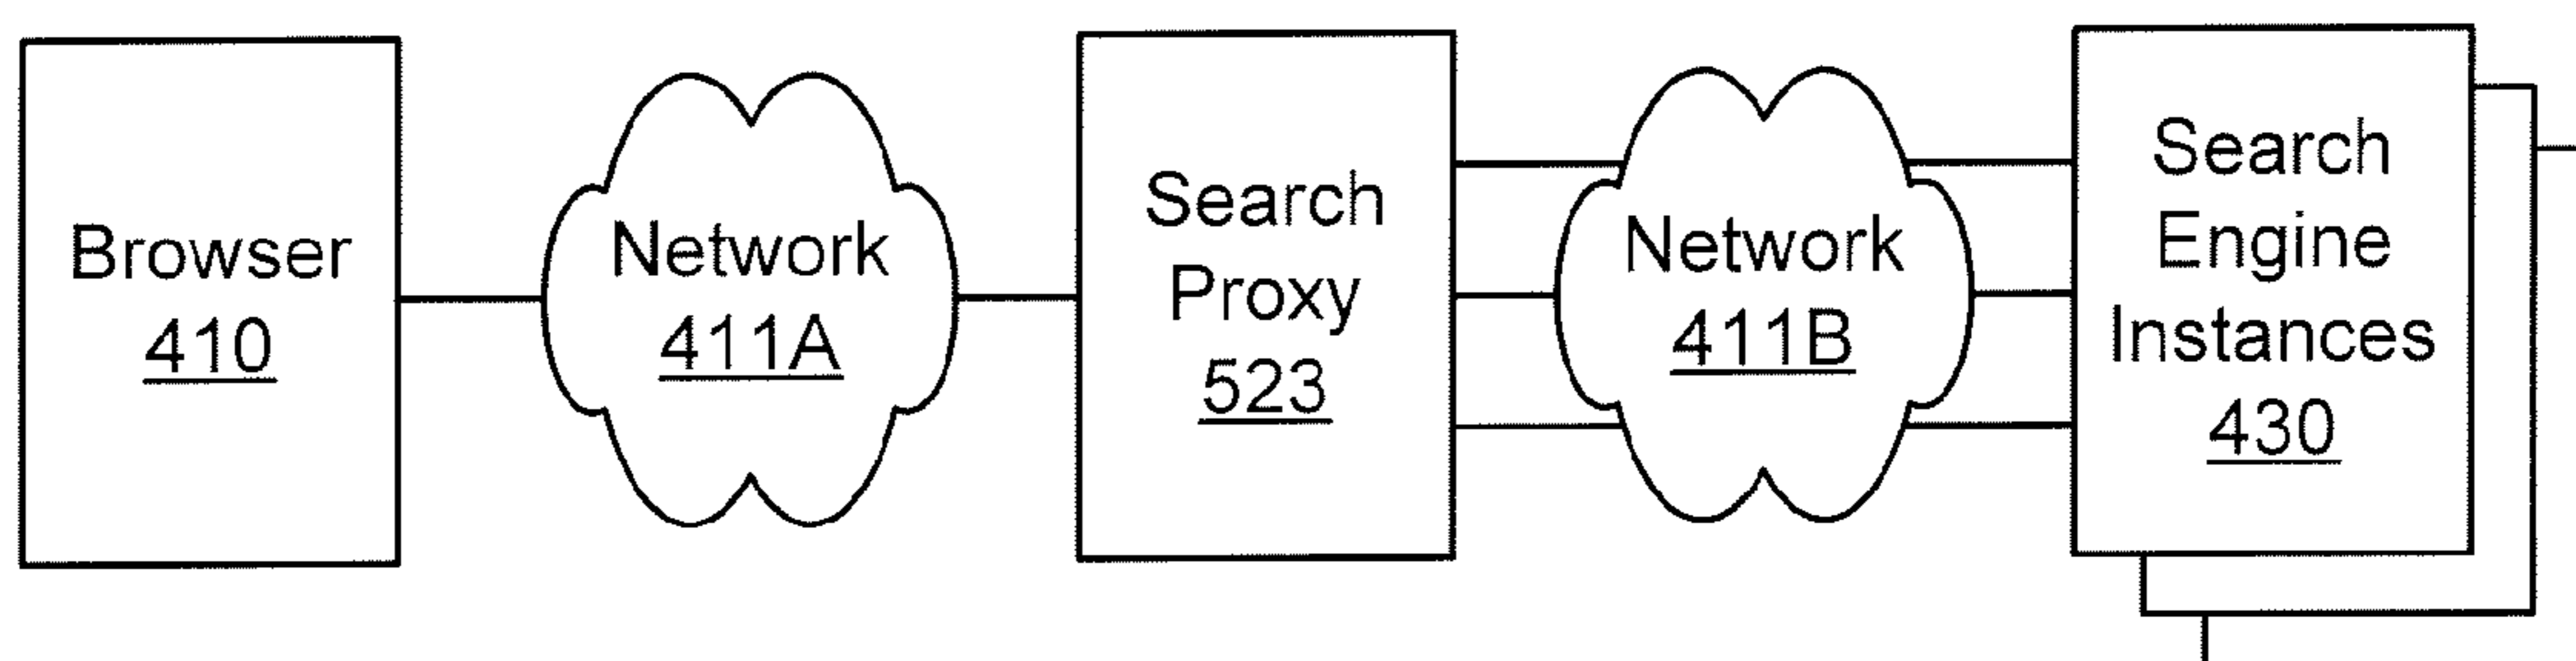 Browser
410
Network
411A
Search
Proxy
523
Network
411B
Search
Engine
Instances
430